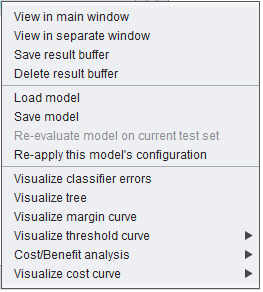 View in main window
View in separate window
Save result buffer
Delete result buffer
Load model
Save model
Re-evaluate model on current test set
Re-apply this model's configuration
Visualize classifier errors
Visualize tree
Visualize margin curve
Visualize threshold curve
Cost/Benefit analysis
Visualize cost curve